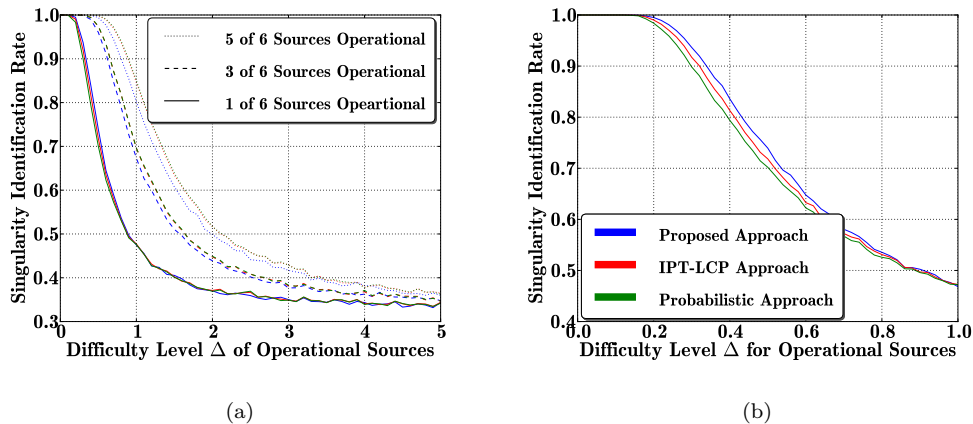 1.0
0.9
0.8
0.7
0.6
0.5
0.4
0.3
0
1
2
3
4
5
Singularity Identification Rate
Difficulty Level Δ of Operational Sources
5 of 6 Sources Operational
3 of 6 Sources Operational
1 of 6 Sources Opeartional
(a)
1.0
0.9
0.8
0.7
0.6
0.5
0.4
0.0
0.2
0.4
0.6
0.8
1.0
Singularity Identification Rate
Difficulty Level Δ for Operational Sources
Proposed Approach
IPT-LCP Approach
Probabilistic Approach
(b)